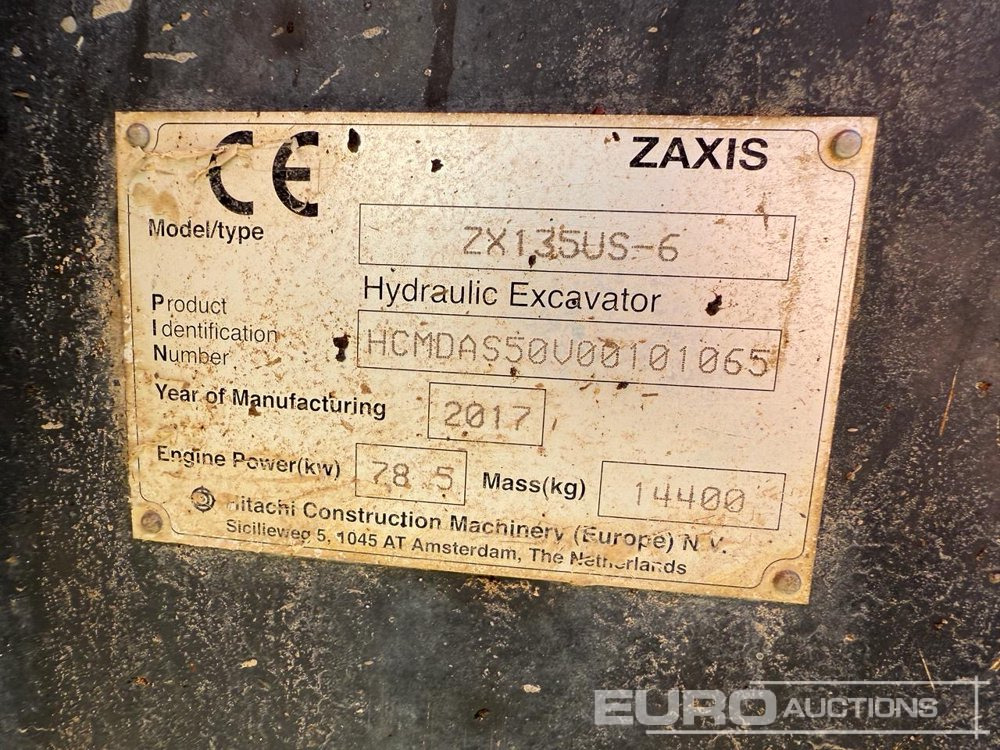 CE ZAXIS
Model/type ZX135US-6
Hydraulic Excavator
Product
Identification
Number HCMDAS50V00101065
Year of Manufacturing 2017
Engine Power(kw) 78.5 Mass(kg) 14400
Hitachi Construction Machinery (Europe) N.V.
Sicilieweg 5, 1045 AT Amsterdam, The Netherlands
EURO AUCTIONS